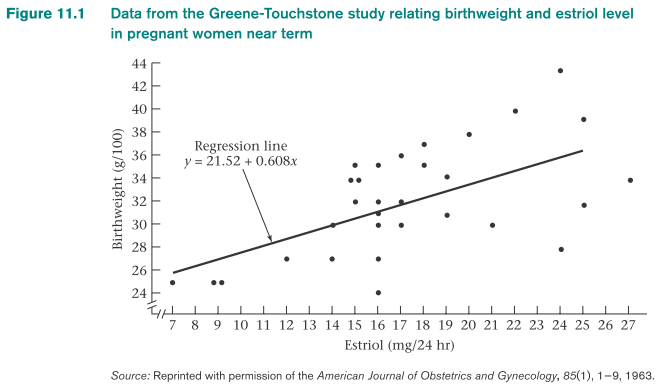 Figure 11.1 Data from the Greene-Touchstone study relating birthweight and estriol level
in pregnant women near term
44
42
40
38
36
34
32
30
28
26
24
Birthweight (g/100)
Regression line
y = 21.52 + 0.608x
7 8 9 10 11 12 13 14 15 16 17 18 19 20 21 22 23 24 25 26 27
Estriol (mg/24 hr)
Source: Reprinted with permission of the American Journal of Obstetrics and Gynecology, 85(1), 1–9, 1963.